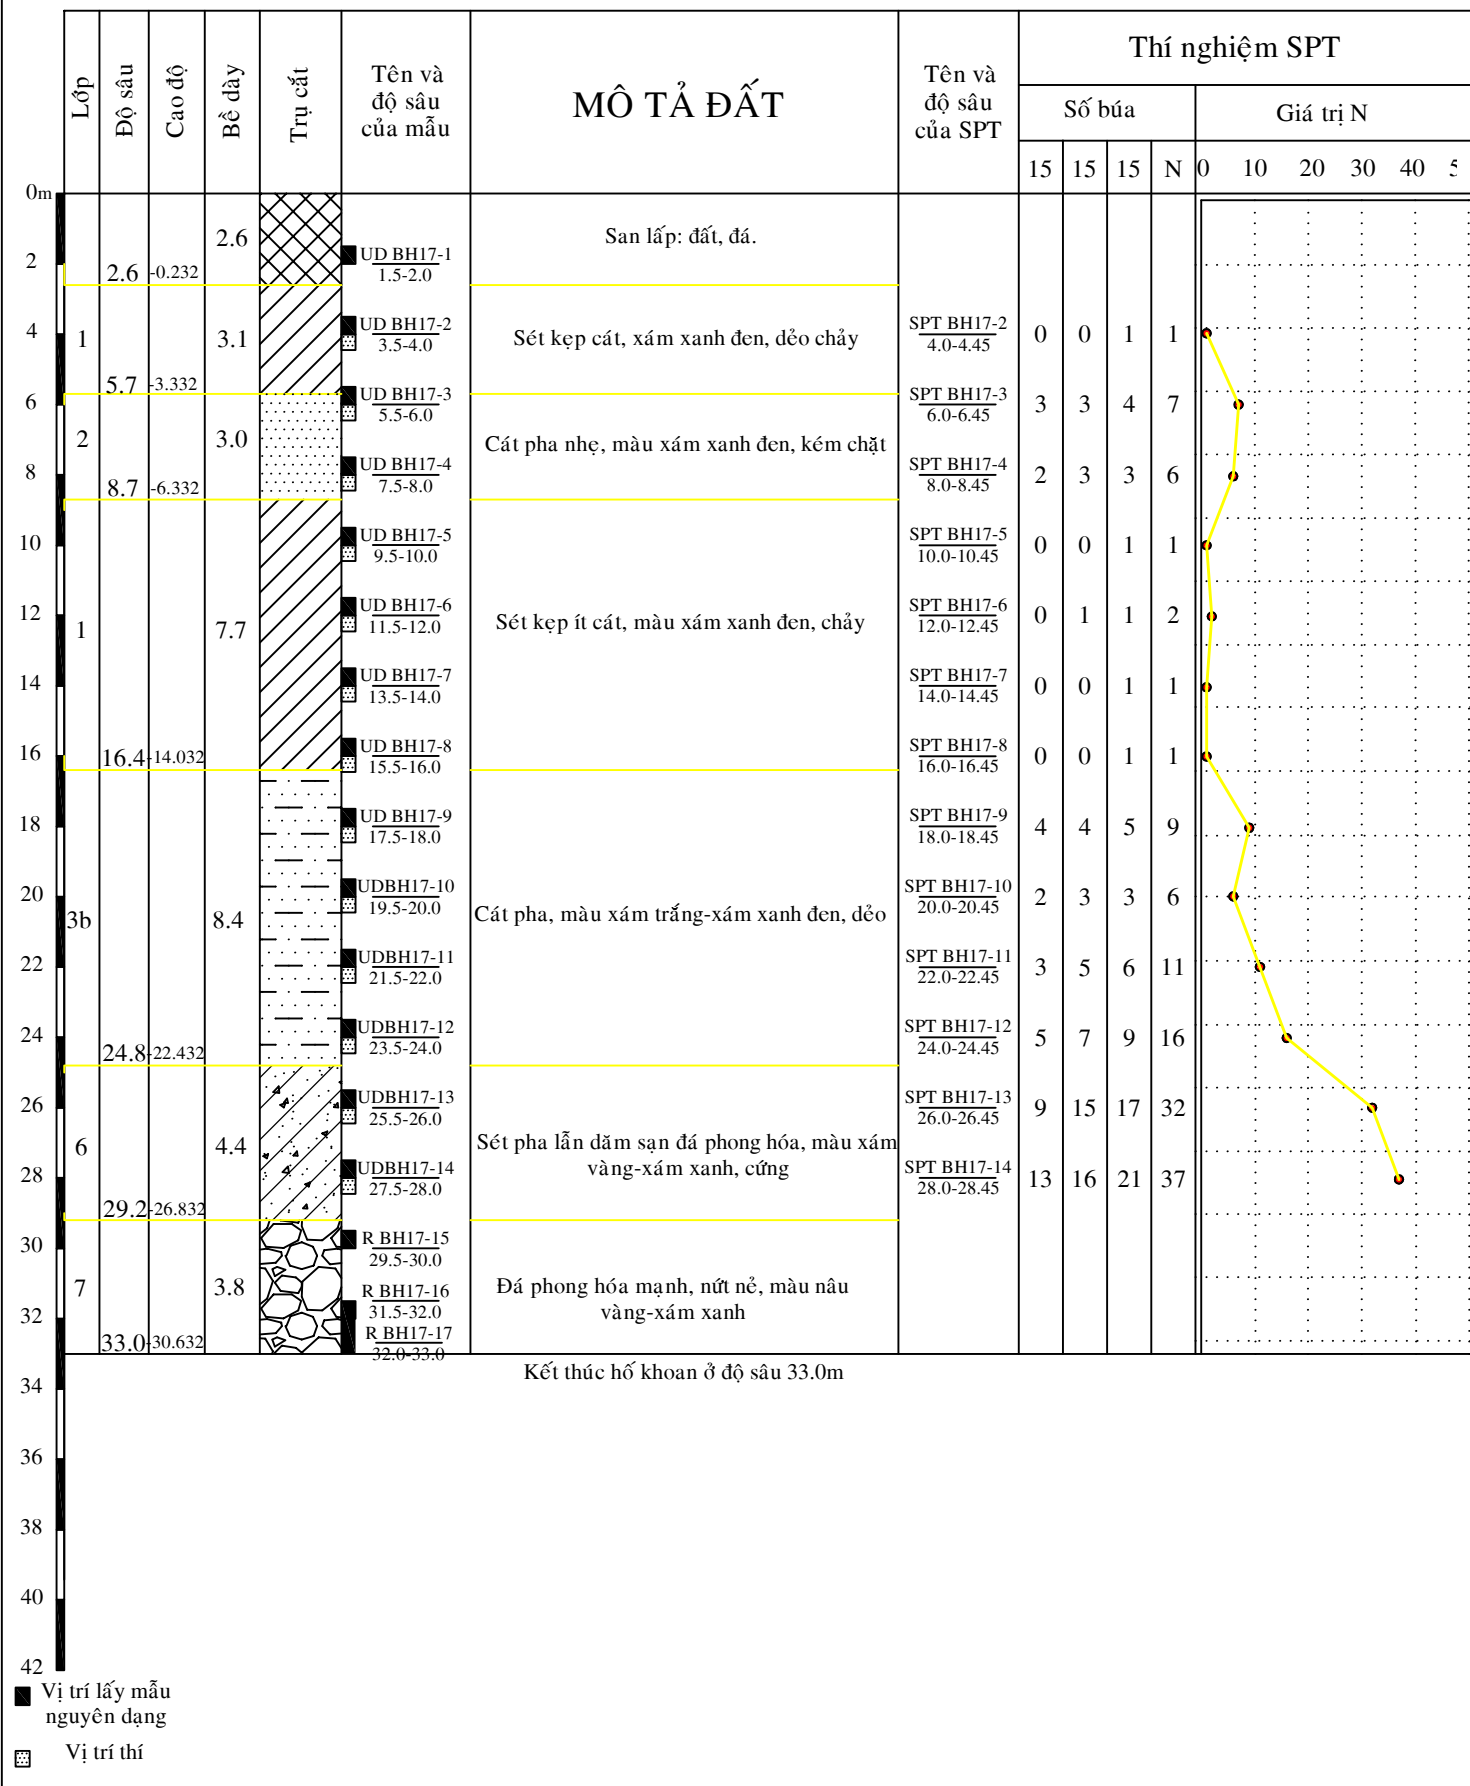 Lớp
Độ sâu
Cao độ
Bề dày
Trụ cắt
Tên và
độ sâu
của mẫu
MÔ TẢ ĐẤT
Tên và
độ sâu
của SPT
Thí nghiệm SPT
Số búa
Giá trị N
15 15 15 N 0 10 20 30 40
0m
2.6
San lấp: đất, đá.
UD BH17-1
1.5-2.0
2
2.6 -0.232
UD BH17-2
3.5-4.0
SPT BH17-2
4.0-4.45
4
1 3.1
Sét kẹp cát, xám xanh đen, dẻo chảy
0 0 1 1
5.7 -3.332
UD BH17-3
5.5-6.0
SPT BH17-3
6.0-6.45
6
3 3 4 7
2 3.0
Cát pha nhẹ, màu xám xanh đen, kém chặt
UD BH17-4
7.5-8.0
SPT BH17-4
8.0-8.45
8
2 3 3 6
8.7 -6.332
UD BH17-5
9.5-10.0
SPT BH17-5
10.0-10.45
10
0 0 1 1
UD BH17-6
11.5-12.0
SPT BH17-6
12.0-12.45
12
0 1 1 2
1 7.7
Sét kẹp ít cát, màu xám xanh đen, chảy
UD BH17-7
13.5-14.0
SPT BH17-7
14.0-14.45
14
0 0 1 1
UD BH17-8
15.5-16.0
SPT BH17-8
16.0-16.45
16
0 0 1 1
16.4 -14.032
UD BH17-9
17.5-18.0
SPT BH17-9
18.0-18.45
18
4 4 5 9
UDBH17-10
19.5-20.0
SPT BH17-10
20.0-20.45
20
2 3 3 6
3b 8.4
Cát pha, màu xám trắng-xám xanh đen, dẻo
UDBH17-11
21.5-22.0
SPT BH17-11
22.0-22.45
22
3 5 6 11
UDBH17-12
23.5-24.0
SPT BH17-12
24.0-24.45
24
5 7 9 16
24.8 -22.432
UDBH17-13
25.5-26.0
SPT BH17-13
26.0-26.45
26
9 15 17 32
6 4.4
Sét pha lẫn dăm sạn đá phong hóa, màu xám
vàng-xám xanh, cứng
UDBH17-14
27.5-28.0
SPT BH17-14
28.0-28.45
28
13 16 21 37
29.2 -26.832
R BH17-15
29.5-30.0
30
7 3.8
Đá phong hóa mạnh, nứt nẻ, màu nâu
vàng-xám xanh
R BH17-16
31.5-32.0
32
R BH17-17
32.0-33.0
33.0 -30.632
Kết thúc hố khoan ở độ sâu 33.0m
34
36
38
40
42
Vị trí lấy mẫu
nguyên dạng
Vị trí thí